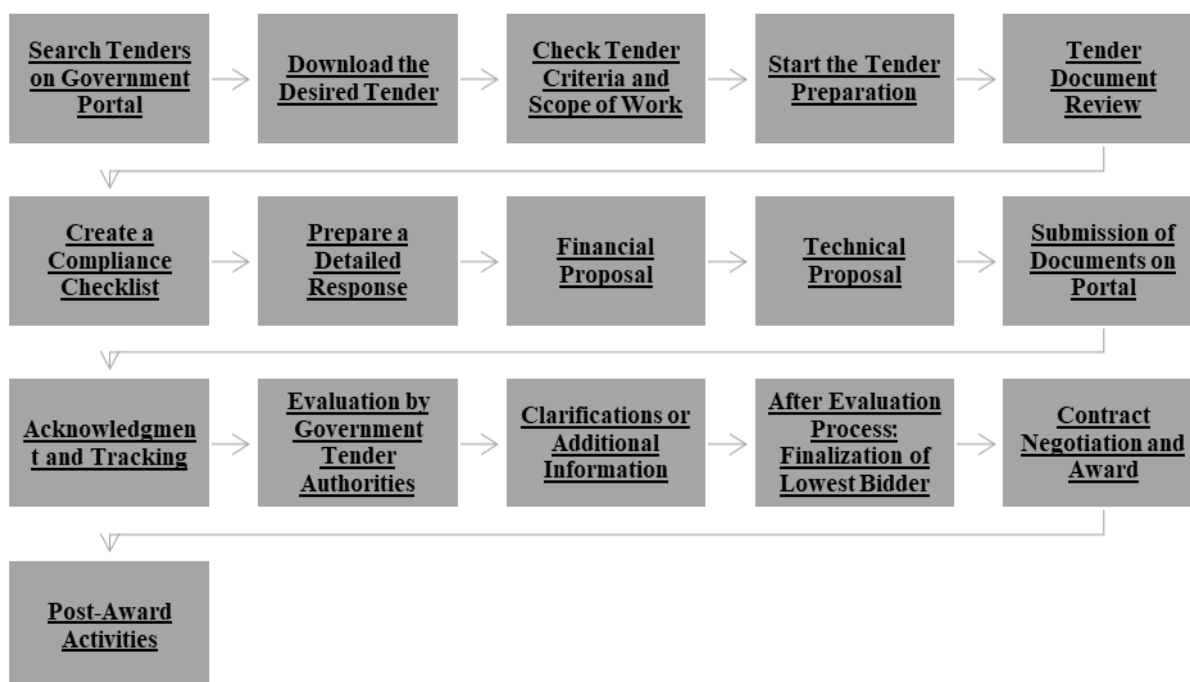 Search Tenders
on Government
Portal
Download the
Desired Tender
Check Tender
Criteria and
Scope of Work
Start the Tender
Preparation
Tender
Document
Review
Create a
Compliance
Checklist
Prepare a
Detailed
Response
Financial
Proposal
Technical
Proposal
Submission of
Documents on
Portal
Acknowledgmen
t and Tracking
Evaluation by
Government
Tender
Authorities
Clarifications or
Additional
Information
After Evaluation
Process:
Finalization of
Lowest Bidder
Contract
Negotiation and
Award
Post-Award
Activities